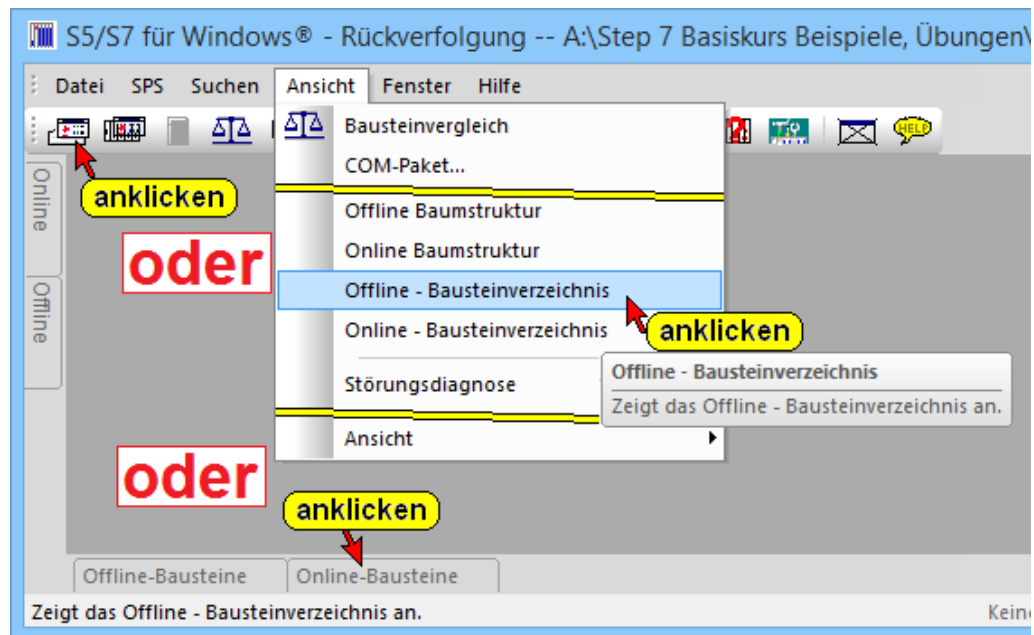 S5/S7 für Windows® - Rückverfolgung -- A:\Step 7 Basiskurs Beispiele, Übungen\
Datei SPS Suchen Ansicht Fenster Hilfe
HELP
Bausteinvergleich
COM-Paket...
anklicken
Online
Offline Baumstruktur
oder
Online Baumstruktur
Offline - Bausteinverzeichnis
Offline
Online - Bausteinverzeichnis
anklicken
Offline - Bausteinverzeichnis
Zeigt das Offline - Bausteinverzeichnis an.
Störungsdiagnose
Ansicht
oder
anklicken
Offline-Bausteine Online-Bausteine
Zeigt das Offline - Bausteinverzeichnis an. Keine